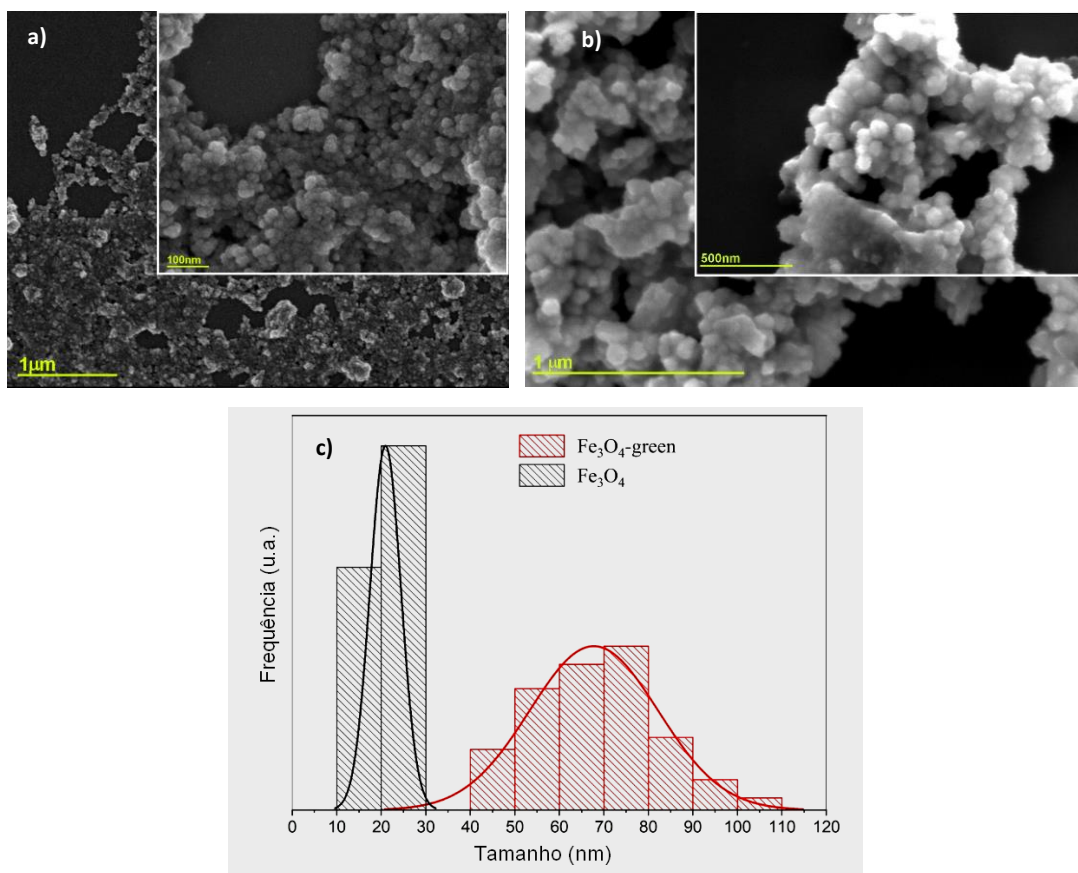 a)
100nm
1µm
b)
500nm
1 µm
c)
Fe₃O₄-green
Fe₃O₄
Frequência (u.a.)
0 10 20 30 40 50 60 70 80 90 100 110 120
Tamanho (nm)